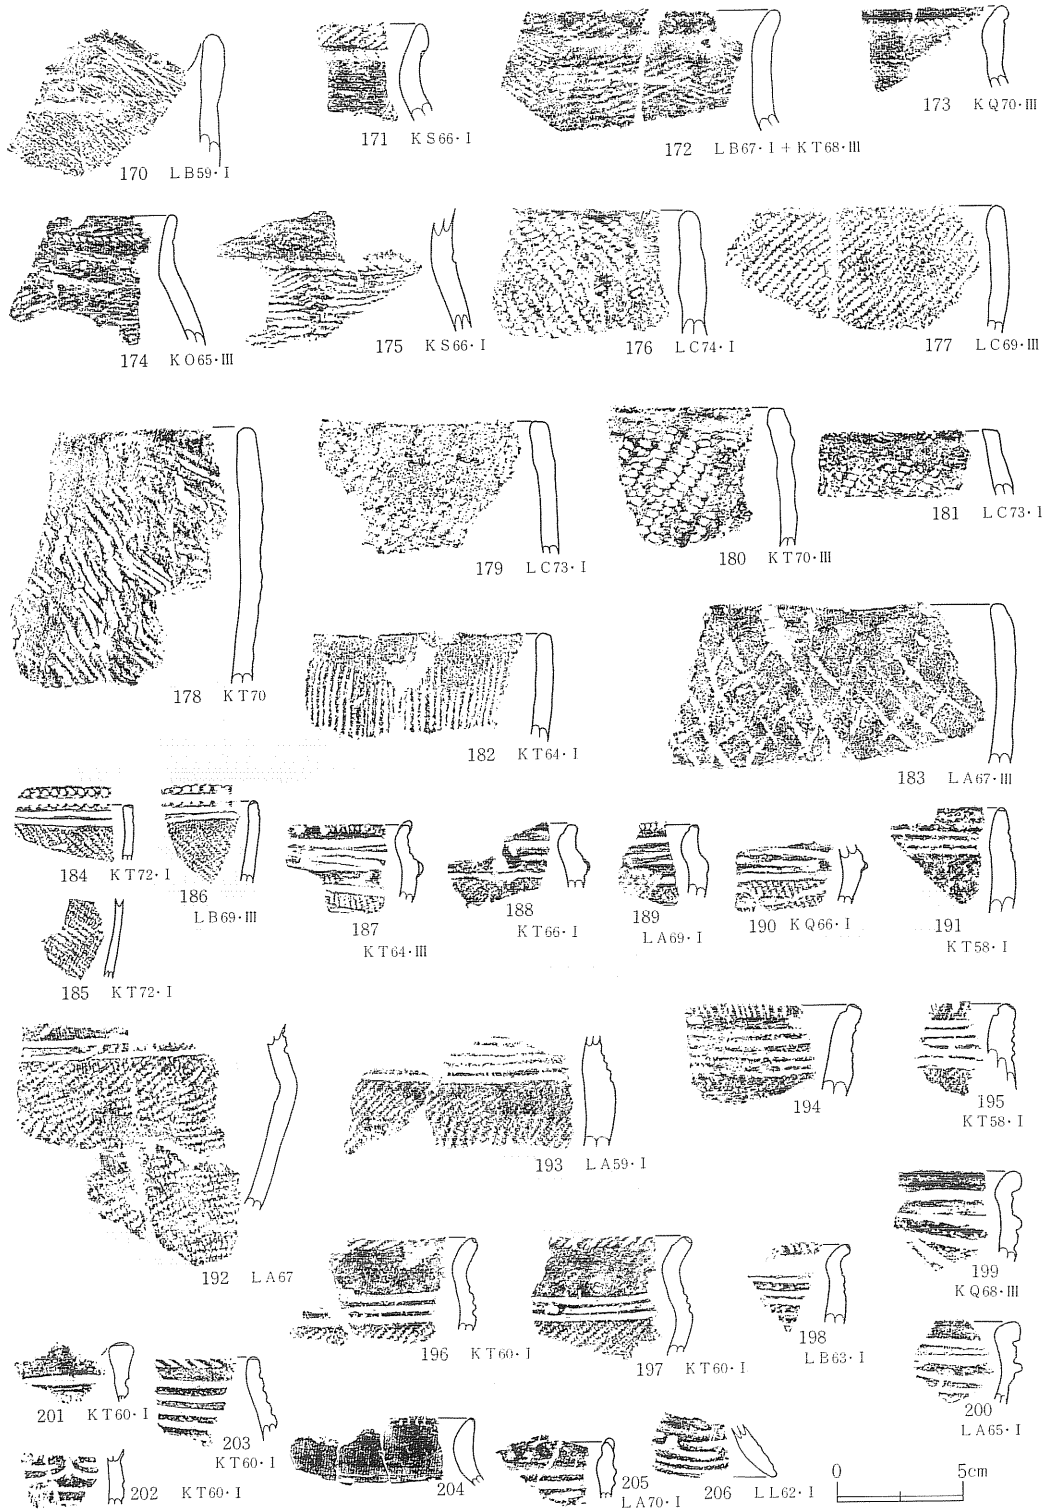 170 LB59·I
171 KS66·I
172 LB67·I+KT68·III
173 KQ70·III
174 KO65·III
175 KS66·I
176 LC74·I
177 LC69·III
178 KT70
179 LC73·I
180 KT70·III
181 LC73·I
182 KT64·I
183 LA67·III
184 KT72·I
185 KT72·I
186
LB69·III
187
KT64·III
188
KT66·I
189
LA69·I
190 KQ66·I
191
KT58·I
192 LA67
193 LA59·I
194
195
KT58·I
196 KT60·I
197 KT60·I
198
LB63·I
199
KQ68·III
200
LA65·I
201 KT60·I
202 KT60·I
203
KT60·I
204
205
LA70·I
206 LL62·I
0 5cm